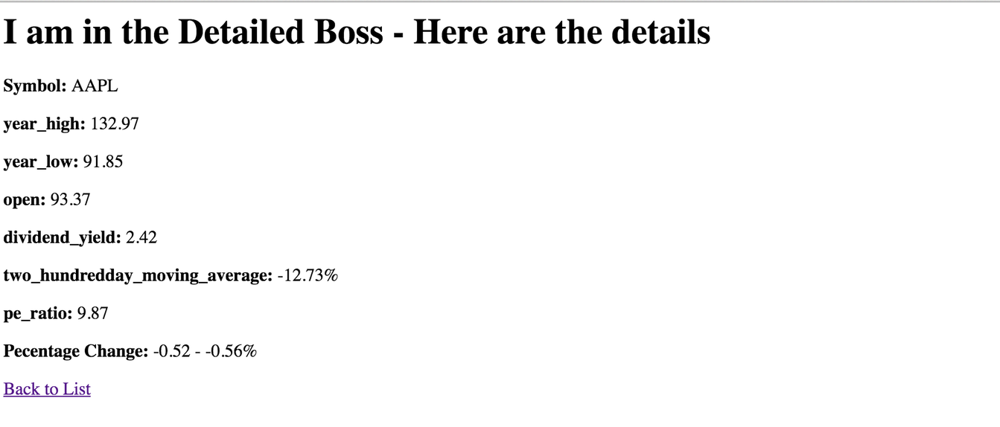 I am in the Detailed Boss - Here are the details
Symbol: AAPL
year_high: 132.97
year_low: 91.85
open: 93.37
dividend_yield: 2.42
two_hundredday_moving_average: -12.73%
pe_ratio: 9.87
Pecentage Change: -0.52 - -0.56%
Back to List